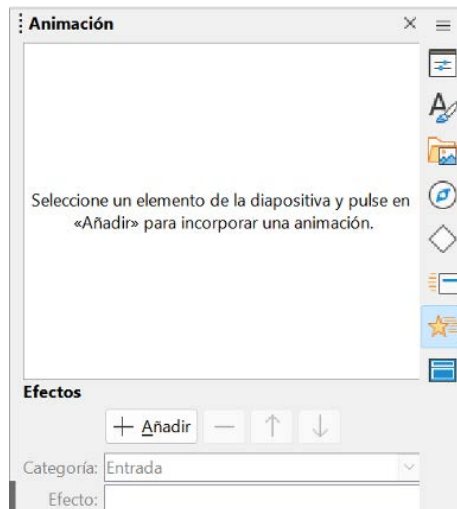 Animación
Seleccione un elemento de la diapositiva y pulse en
«Añadir» para incorporar una animación.
Efectos
Añadir
Categoría: Entrada
Efecto: